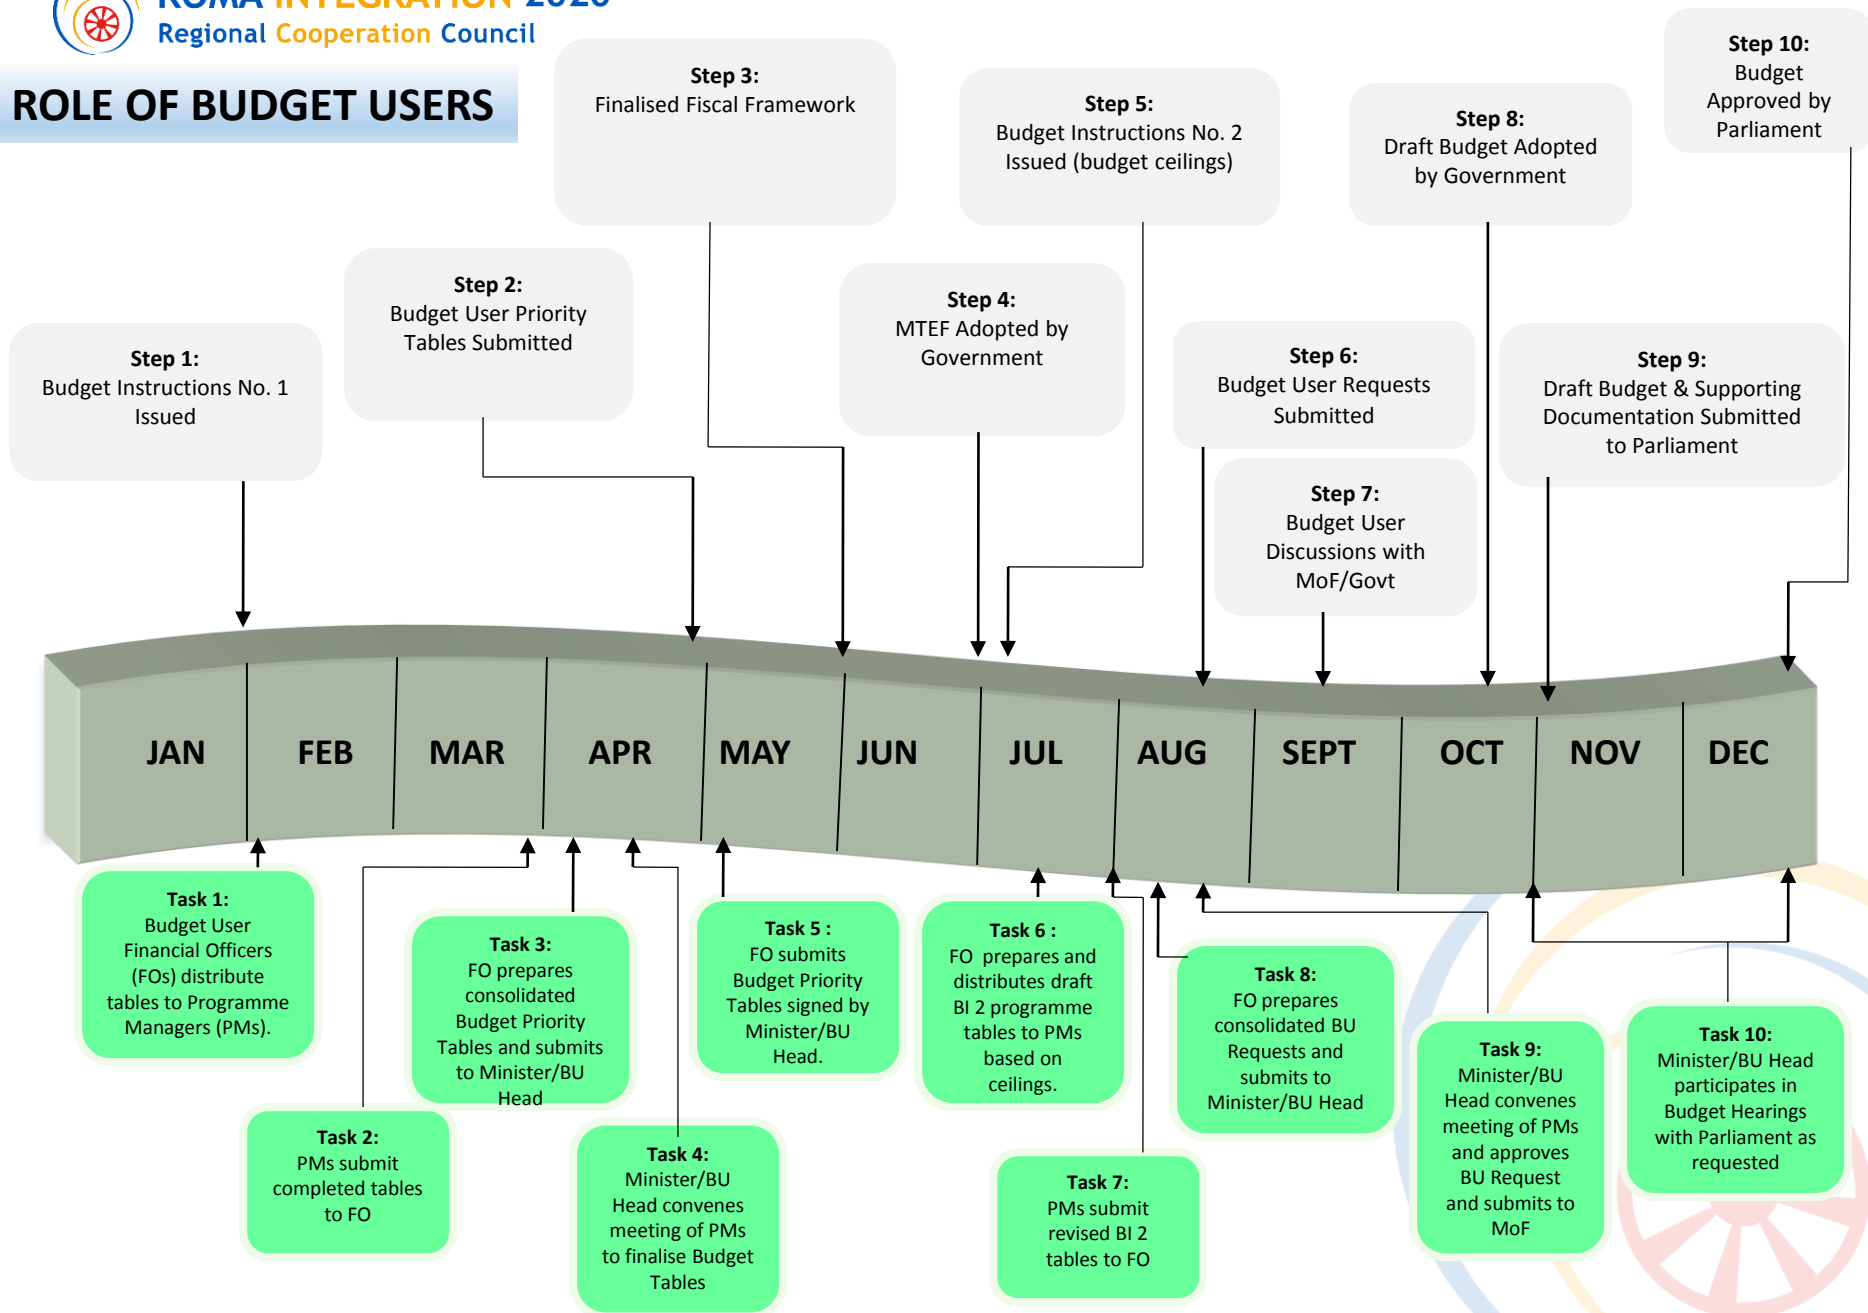 ROMA INTEGRATION 2020
Regional Cooperation Council
ROLE OF BUDGET USERS
Step 1:
Budget Instructions No. 1
Issued
Step 2:
Budget User Priority
Tables Submitted
Step 3:
Finalised Fiscal Framework
Step 4:
MTEF Adopted by
Government
Step 5:
Budget Instructions No. 2
Issued (budget ceilings)
Step 6:
Budget User Requests
Submitted
Step 7:
Budget User
Discussions with
MoF/Govt
Step 8:
Draft Budget Adopted
by Government
Step 9:
Draft Budget & Supporting
Documentation Submitted
to Parliament
Step 10:
Budget
Approved by
Parliament
JAN
FEB
MAR
APR
MAY
JUN
JUL
AUG
SEPT
OCT
NOV
DEC
Task 1:
Budget User
Financial Officers
(FOs) distribute
tables to Programme
Managers (PMs).
Task 2:
PMs submit
completed tables
to FO
Task 3:
FO prepares
consolidated
Budget Priority
Tables and submits
to Minister/BU
Head
Task 4:
Minister/BU
Head convenes
meeting of PMs
to finalise Budget
Tables
Task 5 :
FO submits
Budget Priority
Tables signed by
Minister/BU
Head.
Task 6 :
FO prepares and
distributes draft
BI 2 programme
tables to PMs
based on
ceilings.
Task 7:
PMs submit
revised BI 2
tables to FO
Task 8:
FO prepares
consolidated BU
Requests and
submits to
Minister/BU Head
Task 9:
Minister/BU
Head convenes
meeting of PMs
and approves
BU Request
and submits to
MoF
Task 10:
Minister/BU Head
participates in
Budget Hearings
with Parliament as
requested